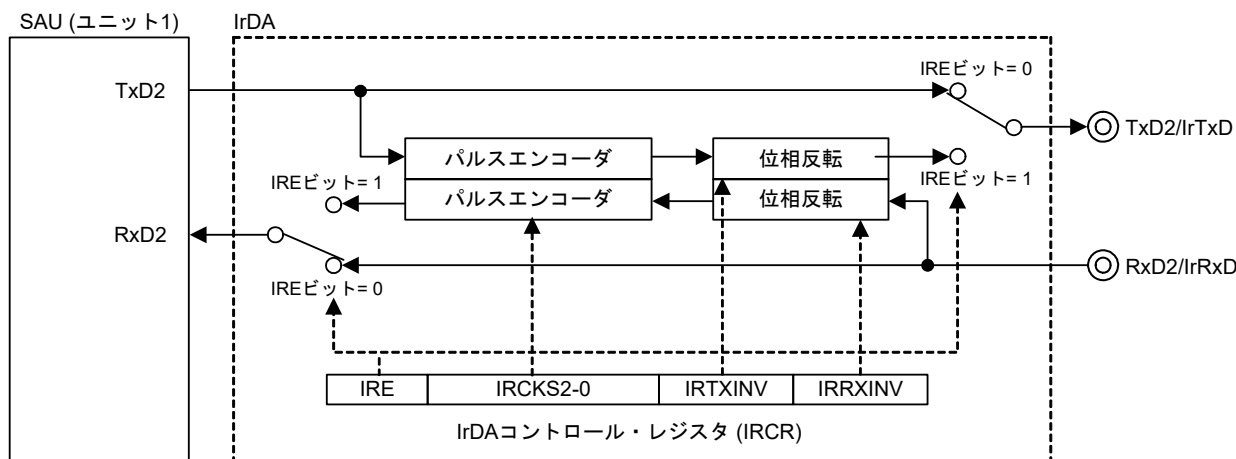 SAU (ユニット1)
IrDA
TxD2
IREビット= 0
TxD2/IrTxD
パルスエンコーダ
位相反転
IREビット= 1
パルスエンコーダ
位相反転
IREビット= 1
RxD2
RxD2/IrRxD
IREビット= 0
IRE
IRCKS2-0
IRTXINV
IRRXINV
IrDAコントロール・レジスタ (IRCR)